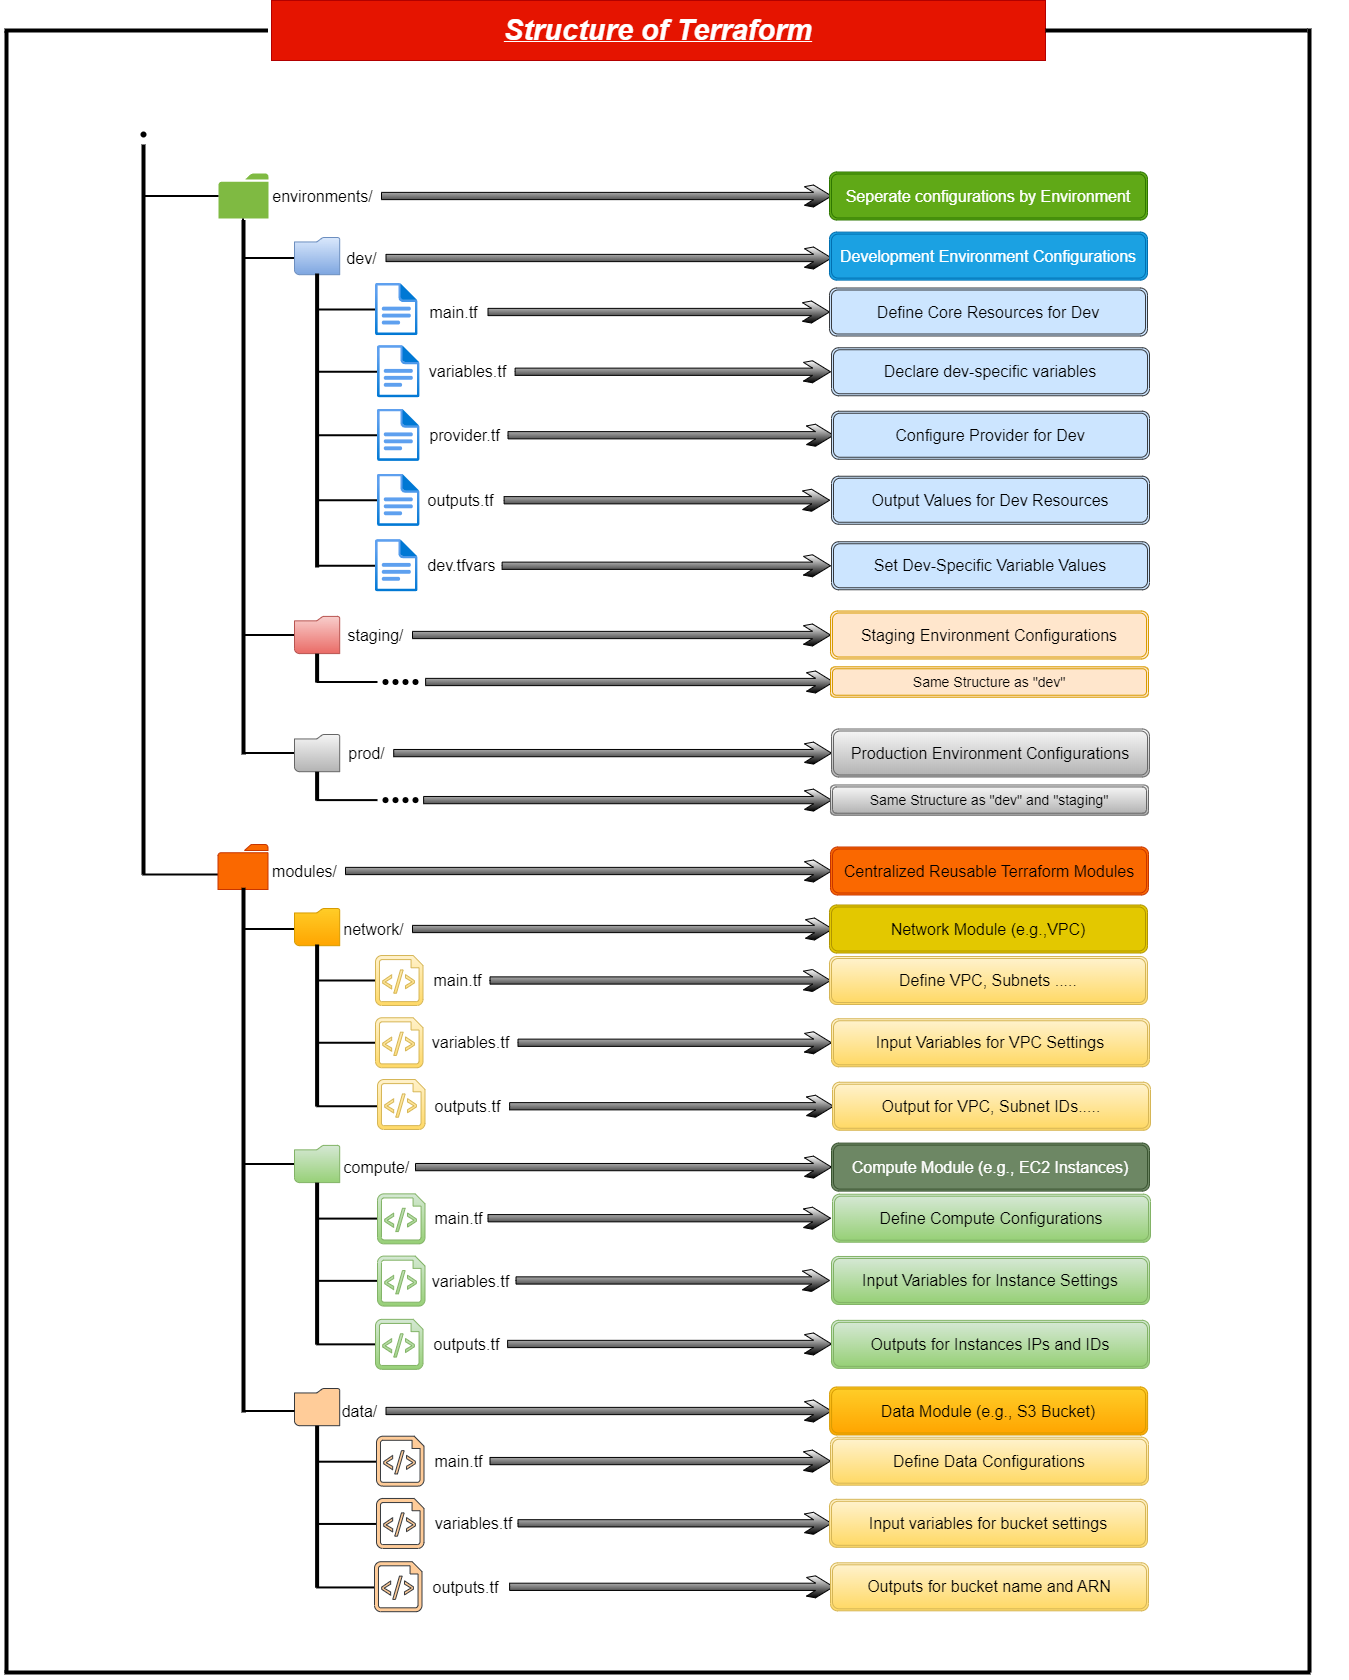 Structure of Terraform
environments/ Seperate configurations by Environment
dev/ Development Environment Configurations
main.tf Define Core Resources for Dev
variables.tf Declare dev-specific variables
provider.tf Configure Provider for Dev
outputs.tf Output Values for Dev Resources
dev.tfvars Set Dev-Specific Variable Values
staging/ Staging Environment Configurations
•••• Same Structure as "dev"
prod/ Production Environment Configurations
•••• Same Structure as "dev" and "staging"
modules/ Centralized Reusable Terraform Modules
network/ Network Module (e.g.,VPC)
main.tf Define VPC, Subnets .....
variables.tf Input Variables for VPC Settings
outputs.tf Output for VPC, Subnet IDs.....
compute/ Compute Module (e.g., EC2 Instances)
main.tf Define Compute Configurations
variables.tf Input Variables for Instance Settings
outputs.tf Outputs for Instances IPs and IDs
data/ Data Module (e.g., S3 Bucket)
main.tf Define Data Configurations
variables.tf Input variables for bucket settings
outputs.tf Outputs for bucket name and ARN